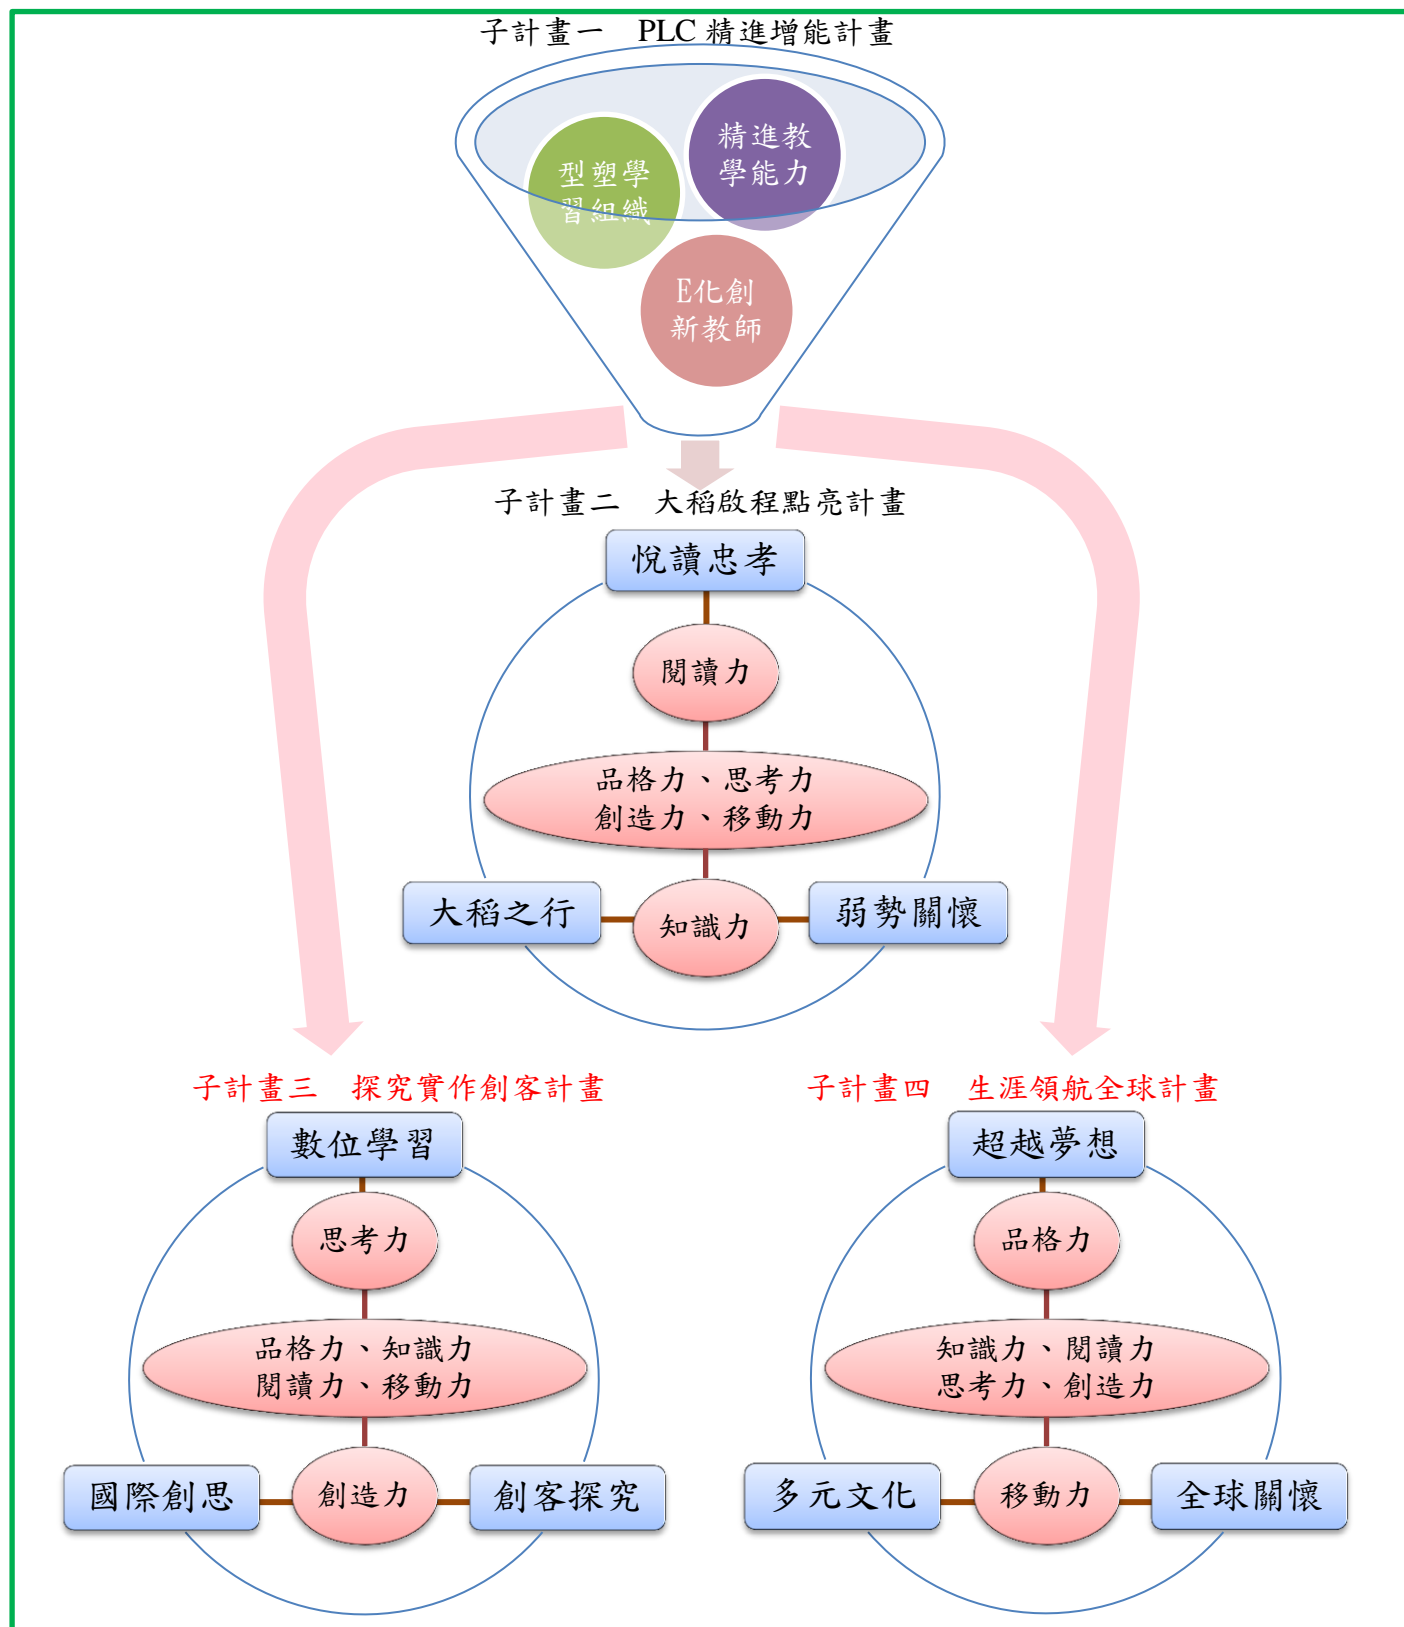 子計畫一　PLC 精進增能計畫
精進教
學能力
型塑學
習組織
E化創
新教師
子計畫二　大稻啟程點亮計畫
悅讀忠孝
閱讀力
品格力、思考力
創造力、移動力
大稻之行
知識力
弱勢關懷
子計畫三　探究實作創客計畫
數位學習
思考力
品格力、知識力
閱讀力、移動力
國際創思
創造力
創客探究
子計畫四　生涯領航全球計畫
超越夢想
品格力
知識力、閱讀力
思考力、創造力
多元文化
移動力
全球關懷